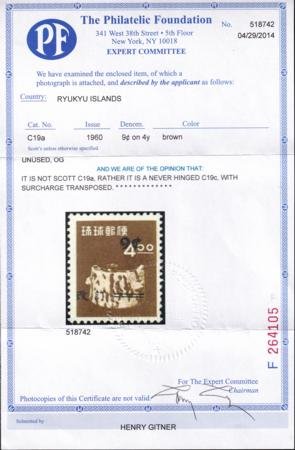 PF
The Philatelic Foundation
341 West 38th Street • 5th Floor
New York, NY 10018
EXPERT COMMITTEE
No. 518742
04/29/2014
We have examined the enclosed item, of which a
photograph is attached, and described by the applicant as follows:
Country: RYUKYU ISLANDS
Cat. No. Issue Denom. Color
C19a 1960 9¢ on 4y brown
Scott's unless otherwise specified
UNUSED, OG
AND WE ARE OF THE OPINION THAT:
IT IS NOT SCOTT C19a, RATHER IT IS A NEVER HINGED C19c, WITH
SURCHARGE TRANSPOSED. * * * * * * * * * * * * *
琉球郵便
9¢
4.00
518742
F 264105
For the Expert Committee
Chairman
Photocopies of this Certificate are not valid
Submitted by
HENRY GITNER